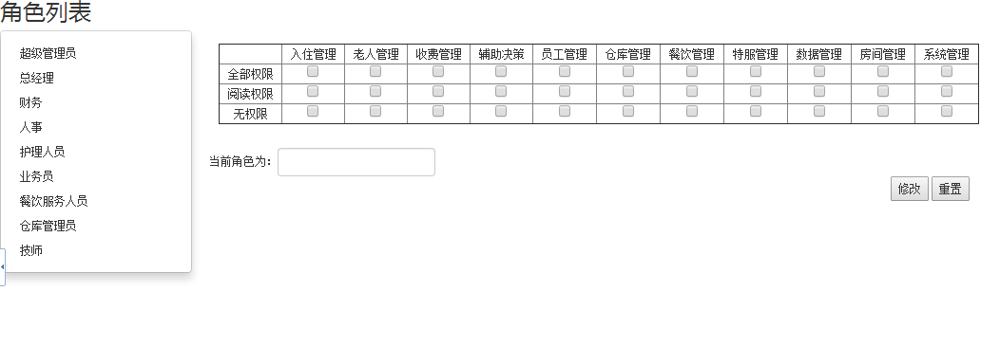 角色列表
超级管理员
总经理
财务
人事
护理人员
业务员
餐饮服务人员
仓库管理员
技师
入住管理 老人管理 收费管理 辅助决策 员工管理 仓库管理 餐饮管理 特服管理 数据管理 房间管理 系统管理
全部权限
阅读权限
无权限
当前角色为：
修改 重置